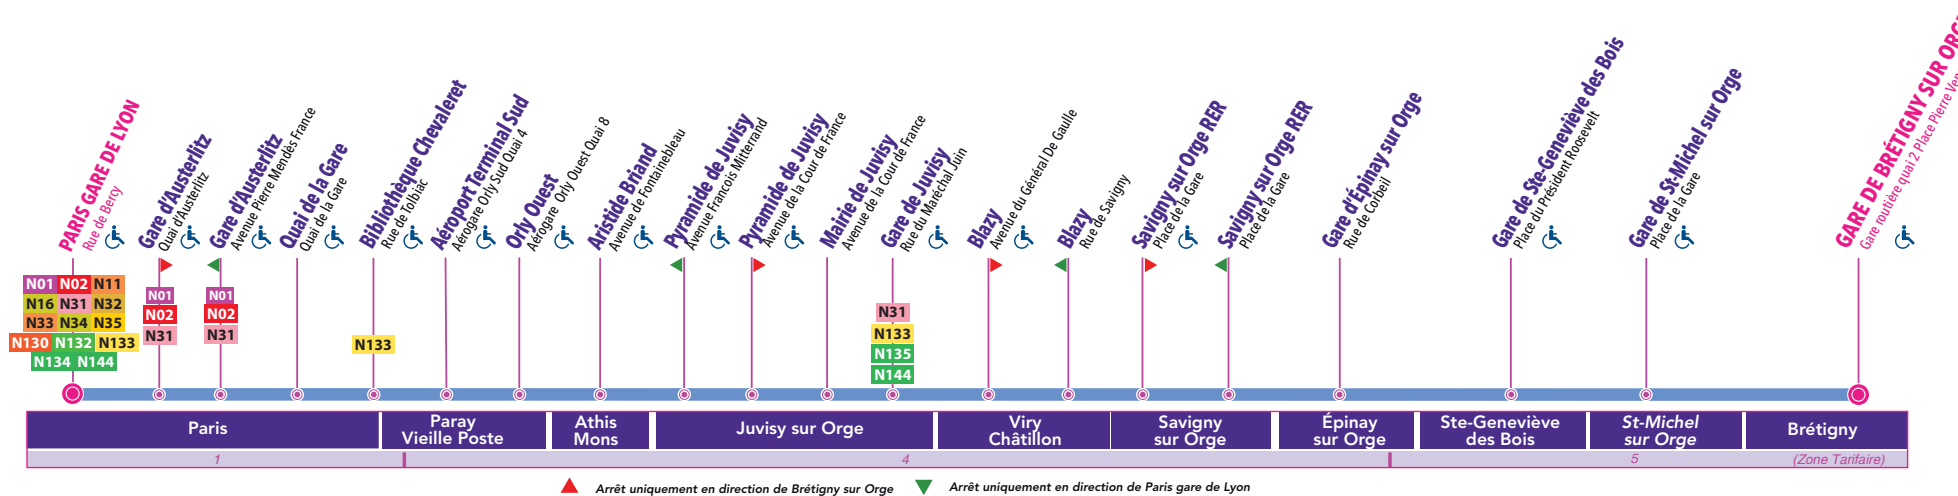 PARIS GARE DE LYON
Rue de Bercy
Gare d'Austerlitz
Quai d'Austerlitz
Gare d'Austerlitz
Avenue Pierre Mendès France
Quai de la Gare
Quai de la Gare
Bibliothèque Chevaleret
Rue de Tolbiac
Aéroport Terminal Sud
Aérogare Orly Sud Quai 4
Orly Ouest
Aérogare Orly Ouest Quai 8
Aristide Briand
Avenue de Fontainebleau
Pyramide de Juvisy
Avenue François Mitterrand
Pyramide de Juvisy
Avenue de la Cour de France
Mairie de Juvisy
Avenue de la Cour de France
Gare de Juvisy
Rue du Maréchal Juin
Blazy
Avenue du Général De Gaulle
Blazy
Rue de Savigny
Savigny sur Orge RER
Place de la Gare
Savigny sur Orge RER
Place de la Gare
Gare d'Épinay sur Orge
Rue de Corbeil
Gare de Ste-Geneviève des Bois
Place du Président Roosevelt
Gare de St-Michel sur Orge
Place de la Gare
GARE DE BRÉTIGNY SUR ORGE
Gare routière quai 2 Place Pierre
N01 N02 N11
N16 N31 N32
N33 N34 N35
N130 N132 N133
N134 N144
N01
N02
N31
N01
N02
N31
N133
N31
N133
N135
N144
Paris
Paray
Vieille Poste
Athis
Mons
Juvisy sur Orge
Viry
Châtillon
Savigny
sur Orge
Épinay
sur Orge
Ste-Geneviève
des Bois
St-Michel
sur Orge
Brétigny
1
4
5
(Zone Tarifaire)
Arrêt uniquement en direction de Brétigny sur Orge
Arrêt uniquement en direction de Paris gare de Lyon